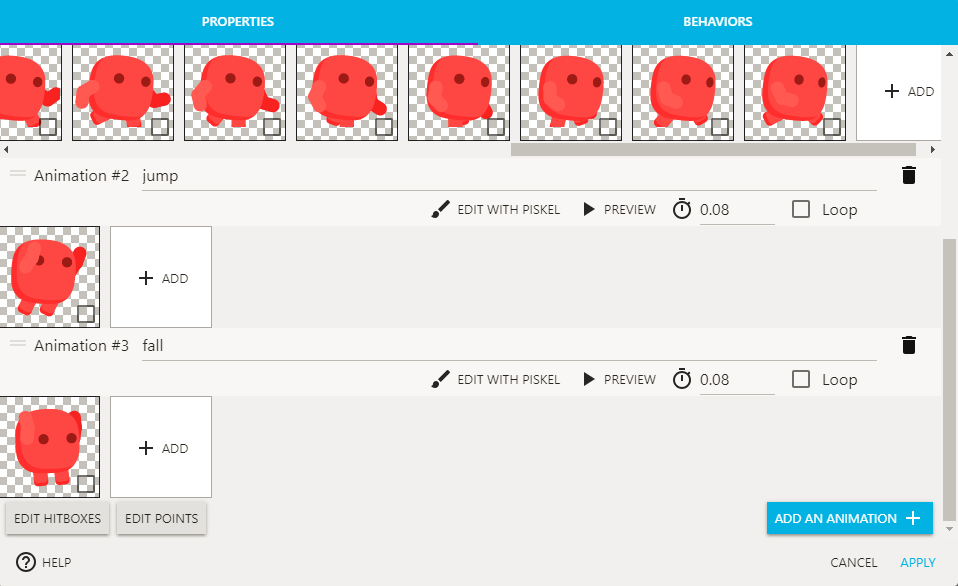 PROPERTIES BEHAVIORS
ADD
Animation #2 jump
EDIT WITH PISKEL PREVIEW 0.08 Loop
ADD
Animation #3 fall
EDIT WITH PISKEL PREVIEW 0.08 Loop
ADD
EDIT HITBOXES EDIT POINTS ADD AN ANIMATION
HELP CANCEL APPLY